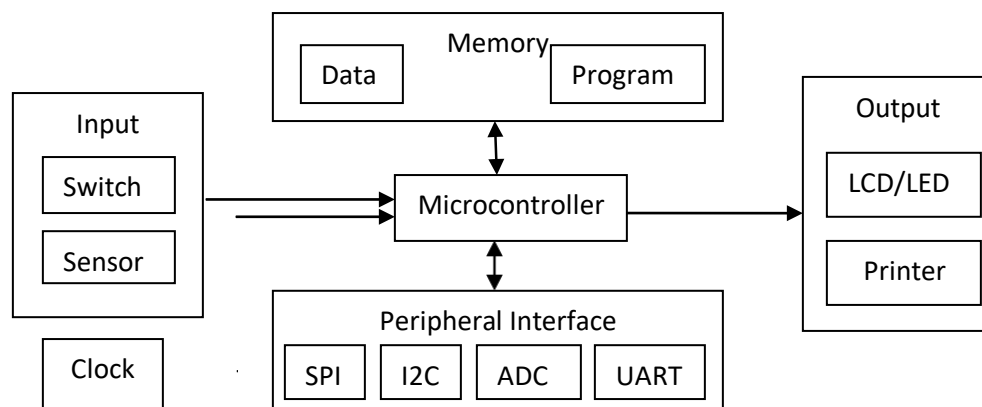 Memory
Data
Program
Input
Switch
Sensor
Microcontroller
Output
LCD/LED
Printer
Peripheral Interface
SPI
I2C
ADC
UART
Clock